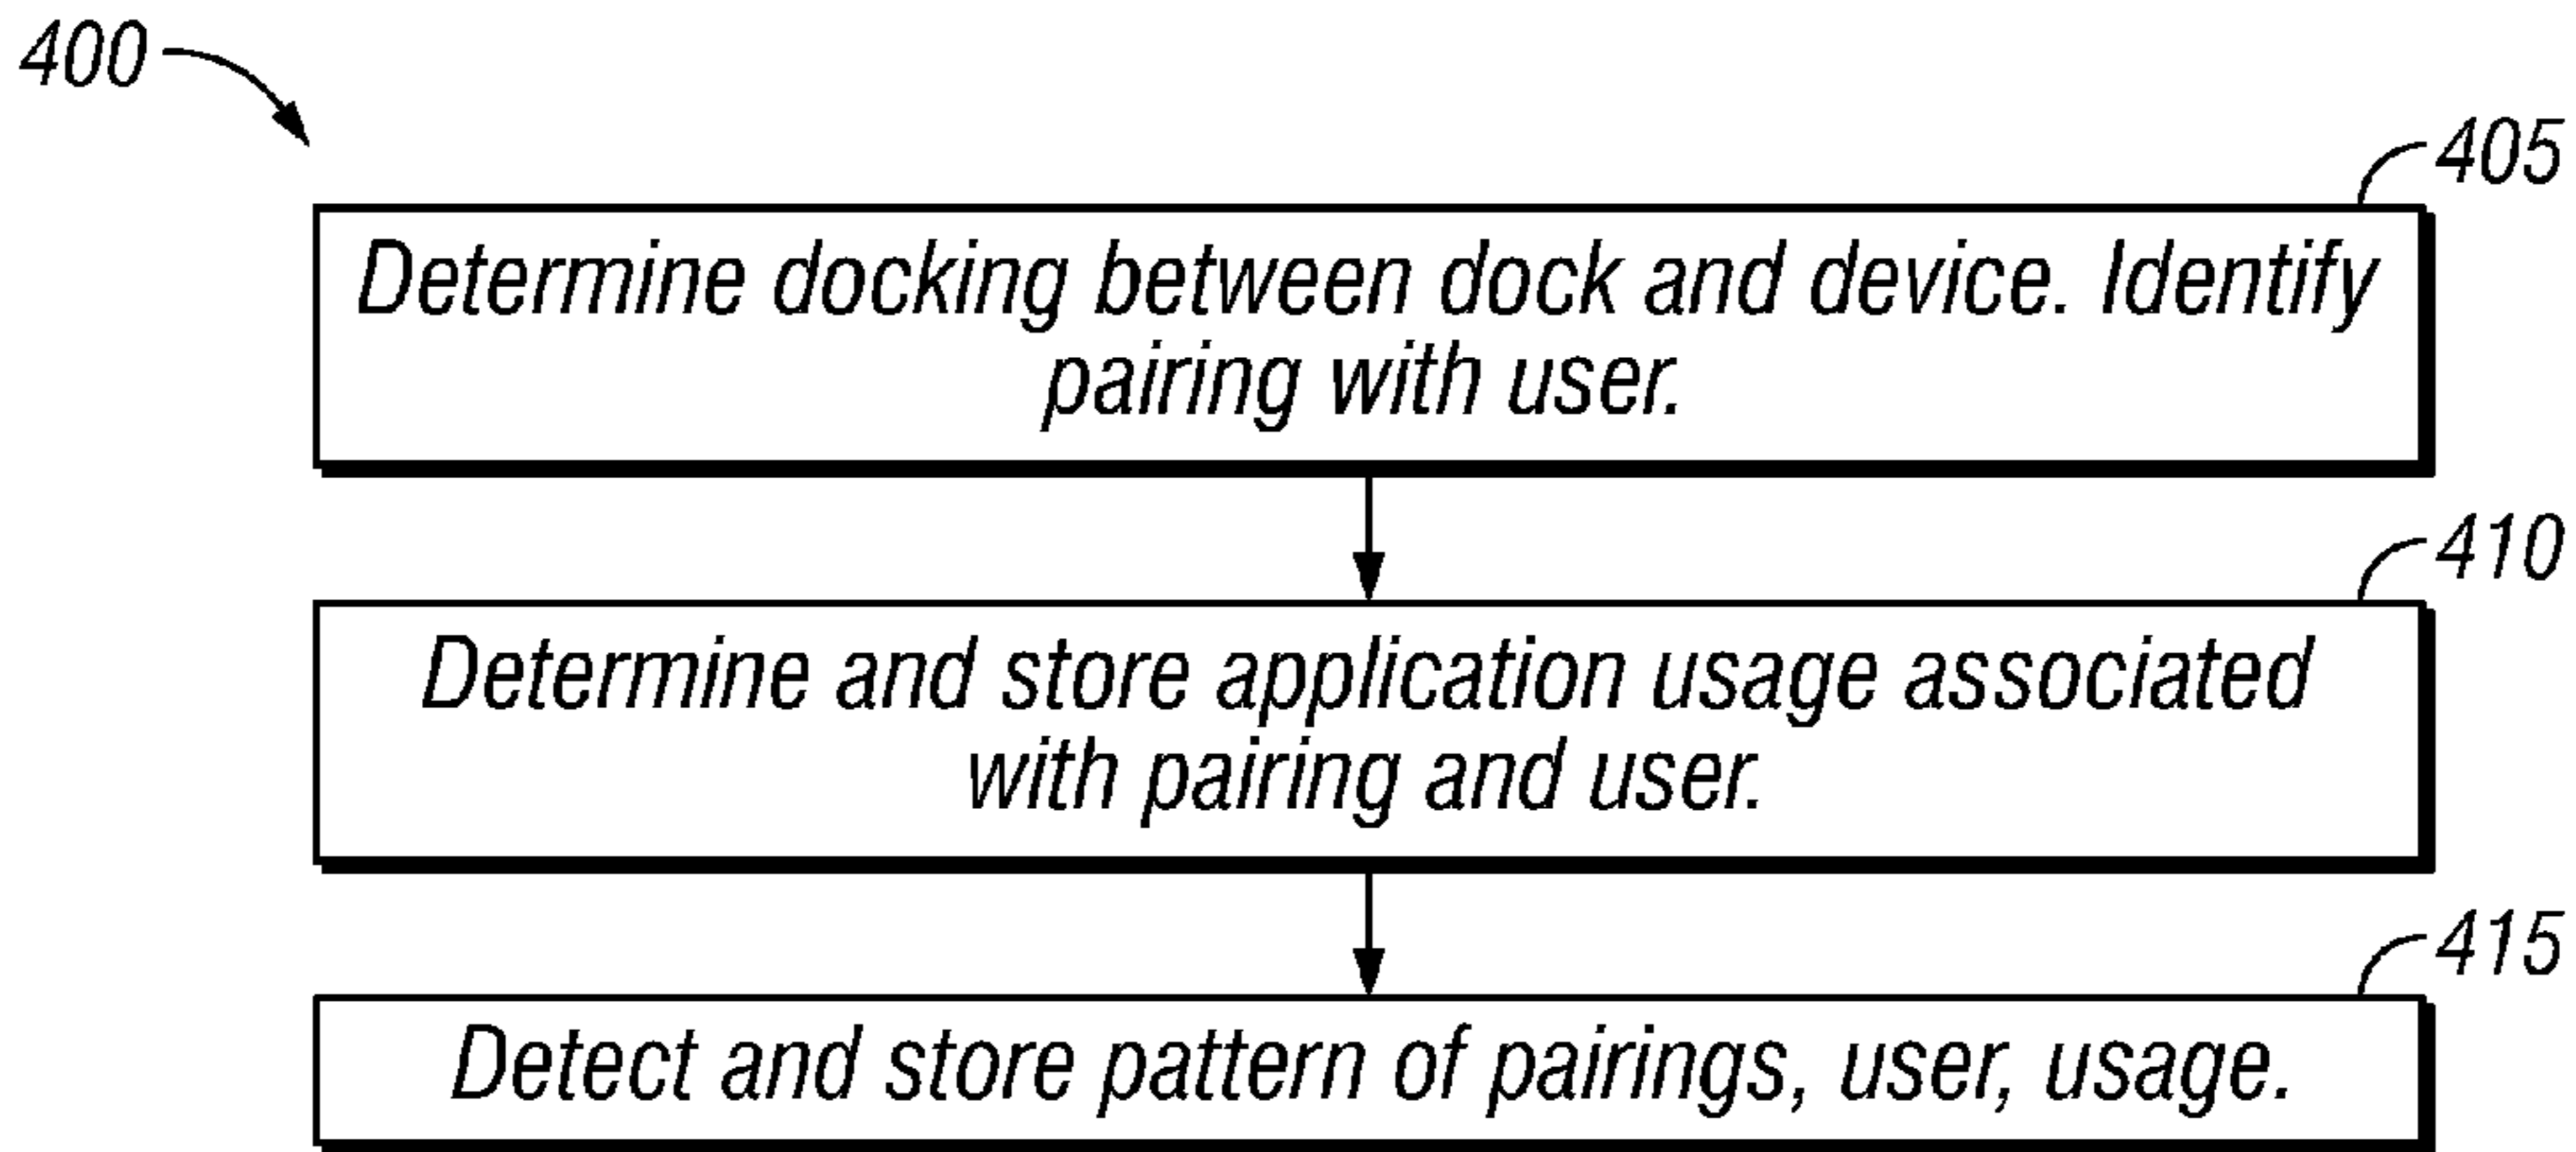 400
405
Determine docking between dock and device. Identify
pairing with user.
410
Determine and store application usage associated
with pairing and user.
415
Detect and store pattern of pairings, user, usage.